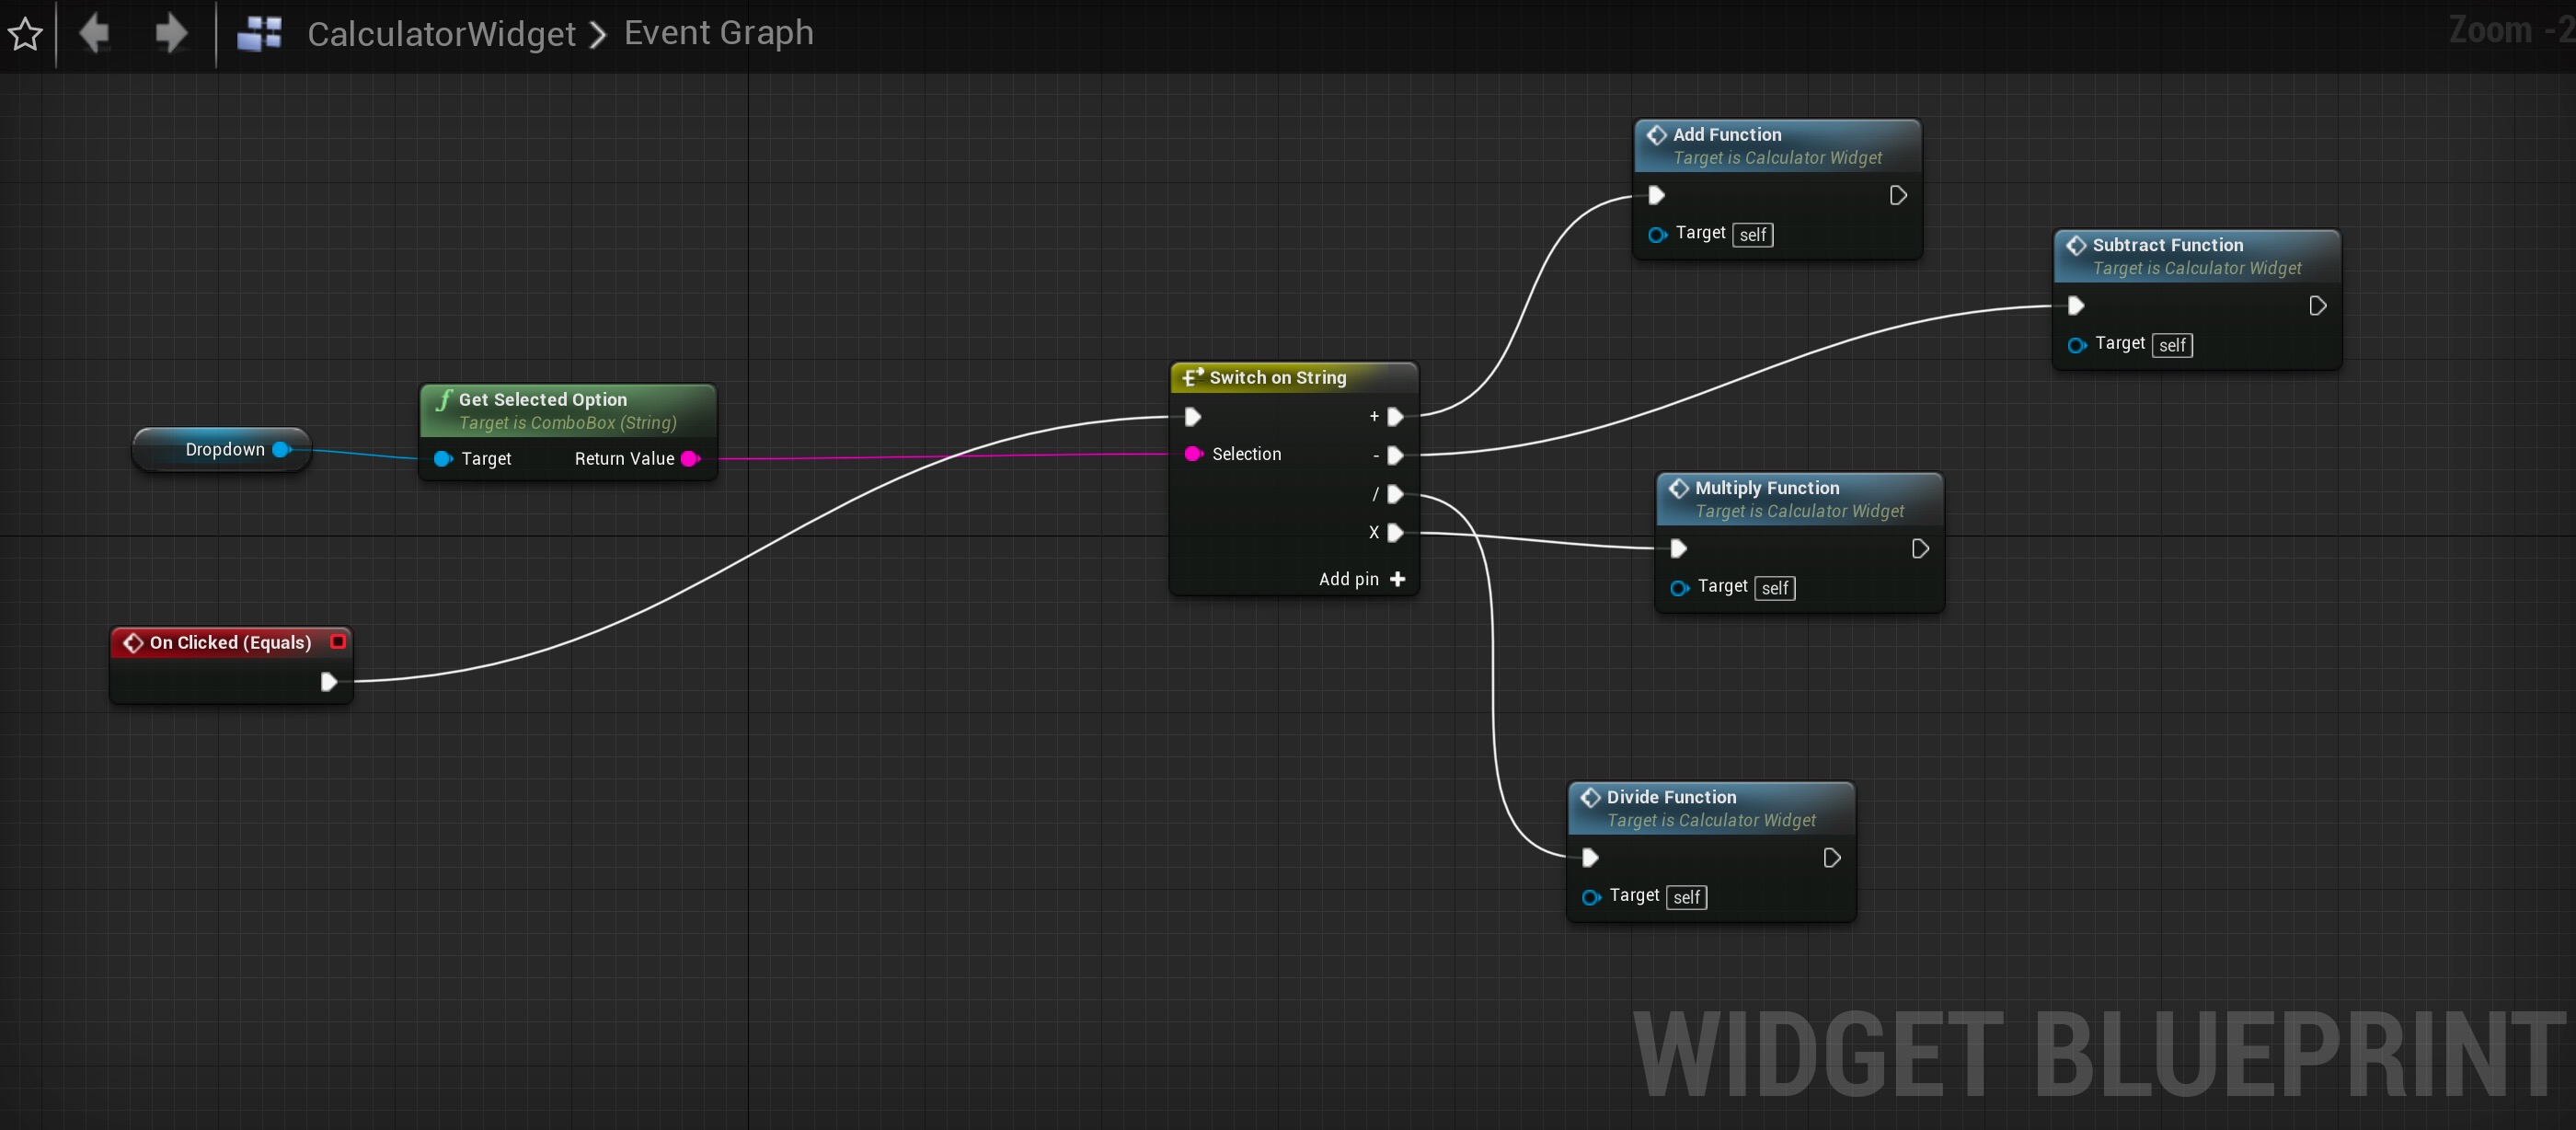 CalculatorWidget > Event Graph
Zoom -2
Add Function
Target is Calculator Widget
Target self
Subtract Function
Target is Calculator Widget
Target self
Switch on String
+
-
Selection
/
X
Add pin +
Get Selected Option
Target is ComboBox (String)
Target Return Value
Dropdown
Multiply Function
Target is Calculator Widget
Target self
On Clicked (Equals)
Divide Function
Target is Calculator Widget
Target self
WIDGET BLUEPRINT